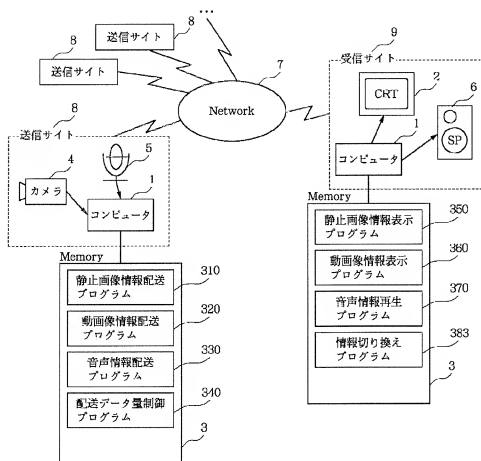 ...
8
送信サイト
8
送信サイト
7
Network
9
受信サイト
2
CRT
6
SP
1
コンピュータ
8
送信サイト
4
カメラ
5
1
コンピュータ
Memory
310
静止画像情報配送
プログラム
320
動画像情報配送
プログラム
330
音声情報配送
プログラム
340
配送データ量制御
プログラム
3
Memory
350
静止画像情報表示
プログラム
360
動画像情報表示
プログラム
370
音声情報再生
プログラム
383
情報切り換え
プログラム
3